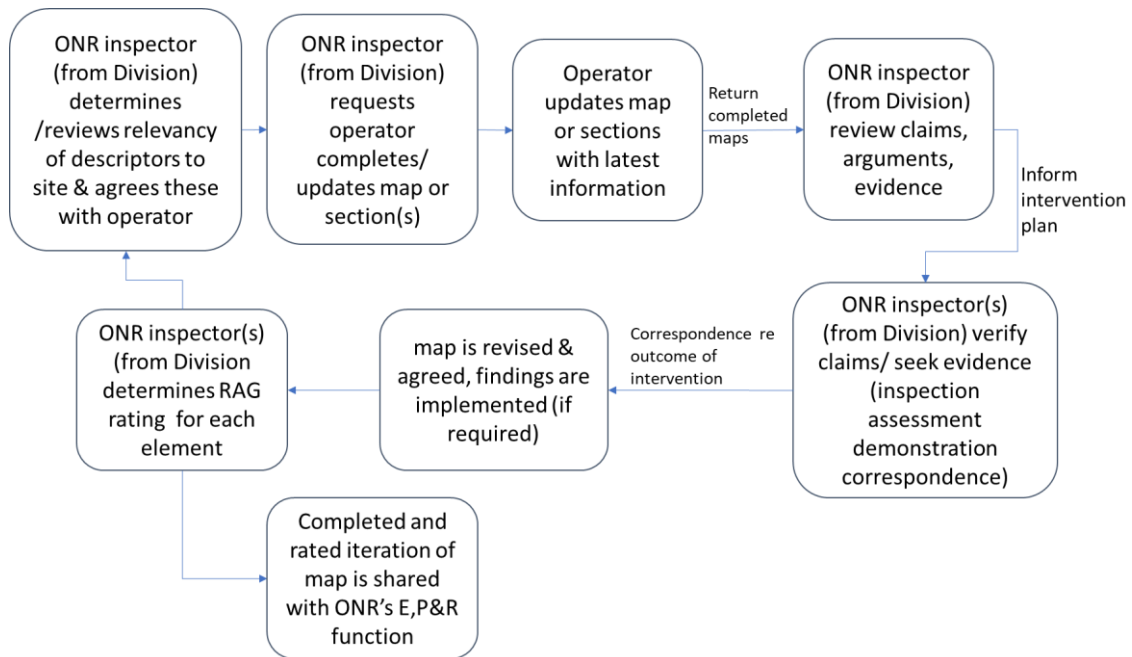 ONR inspector
(from Division)
determines
/reviews relevancy
of descriptors to
site & agrees these
with operator
ONR inspector
(from Division)
requests
operator
completes/
updates map or
section(s)
Operator
updates map
or sections
with latest
information
Return
completed
maps
ONR inspector
(from Division)
review claims,
arguments,
evidence
Inform
intervention
plan
ONR inspector(s)
(from Division) verify
claims/ seek evidence
(inspection
assessment
demonstration
correspondence)
Correspondence re
outcome of
intervention
map is revised &
agreed, findings are
implemented (if
required)
ONR inspector(s)
(from Division
determines RAG
rating for each
element
Completed and
rated iteration of
map is shared
with ONR’s E,P&R
function